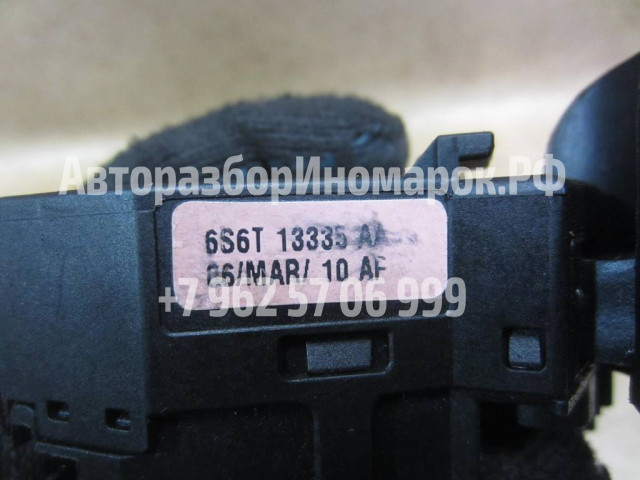 АвторазборИномарок.РФ
6S6T 13335 AA
/MAR/ 10 AF
+7 962 57 06 999